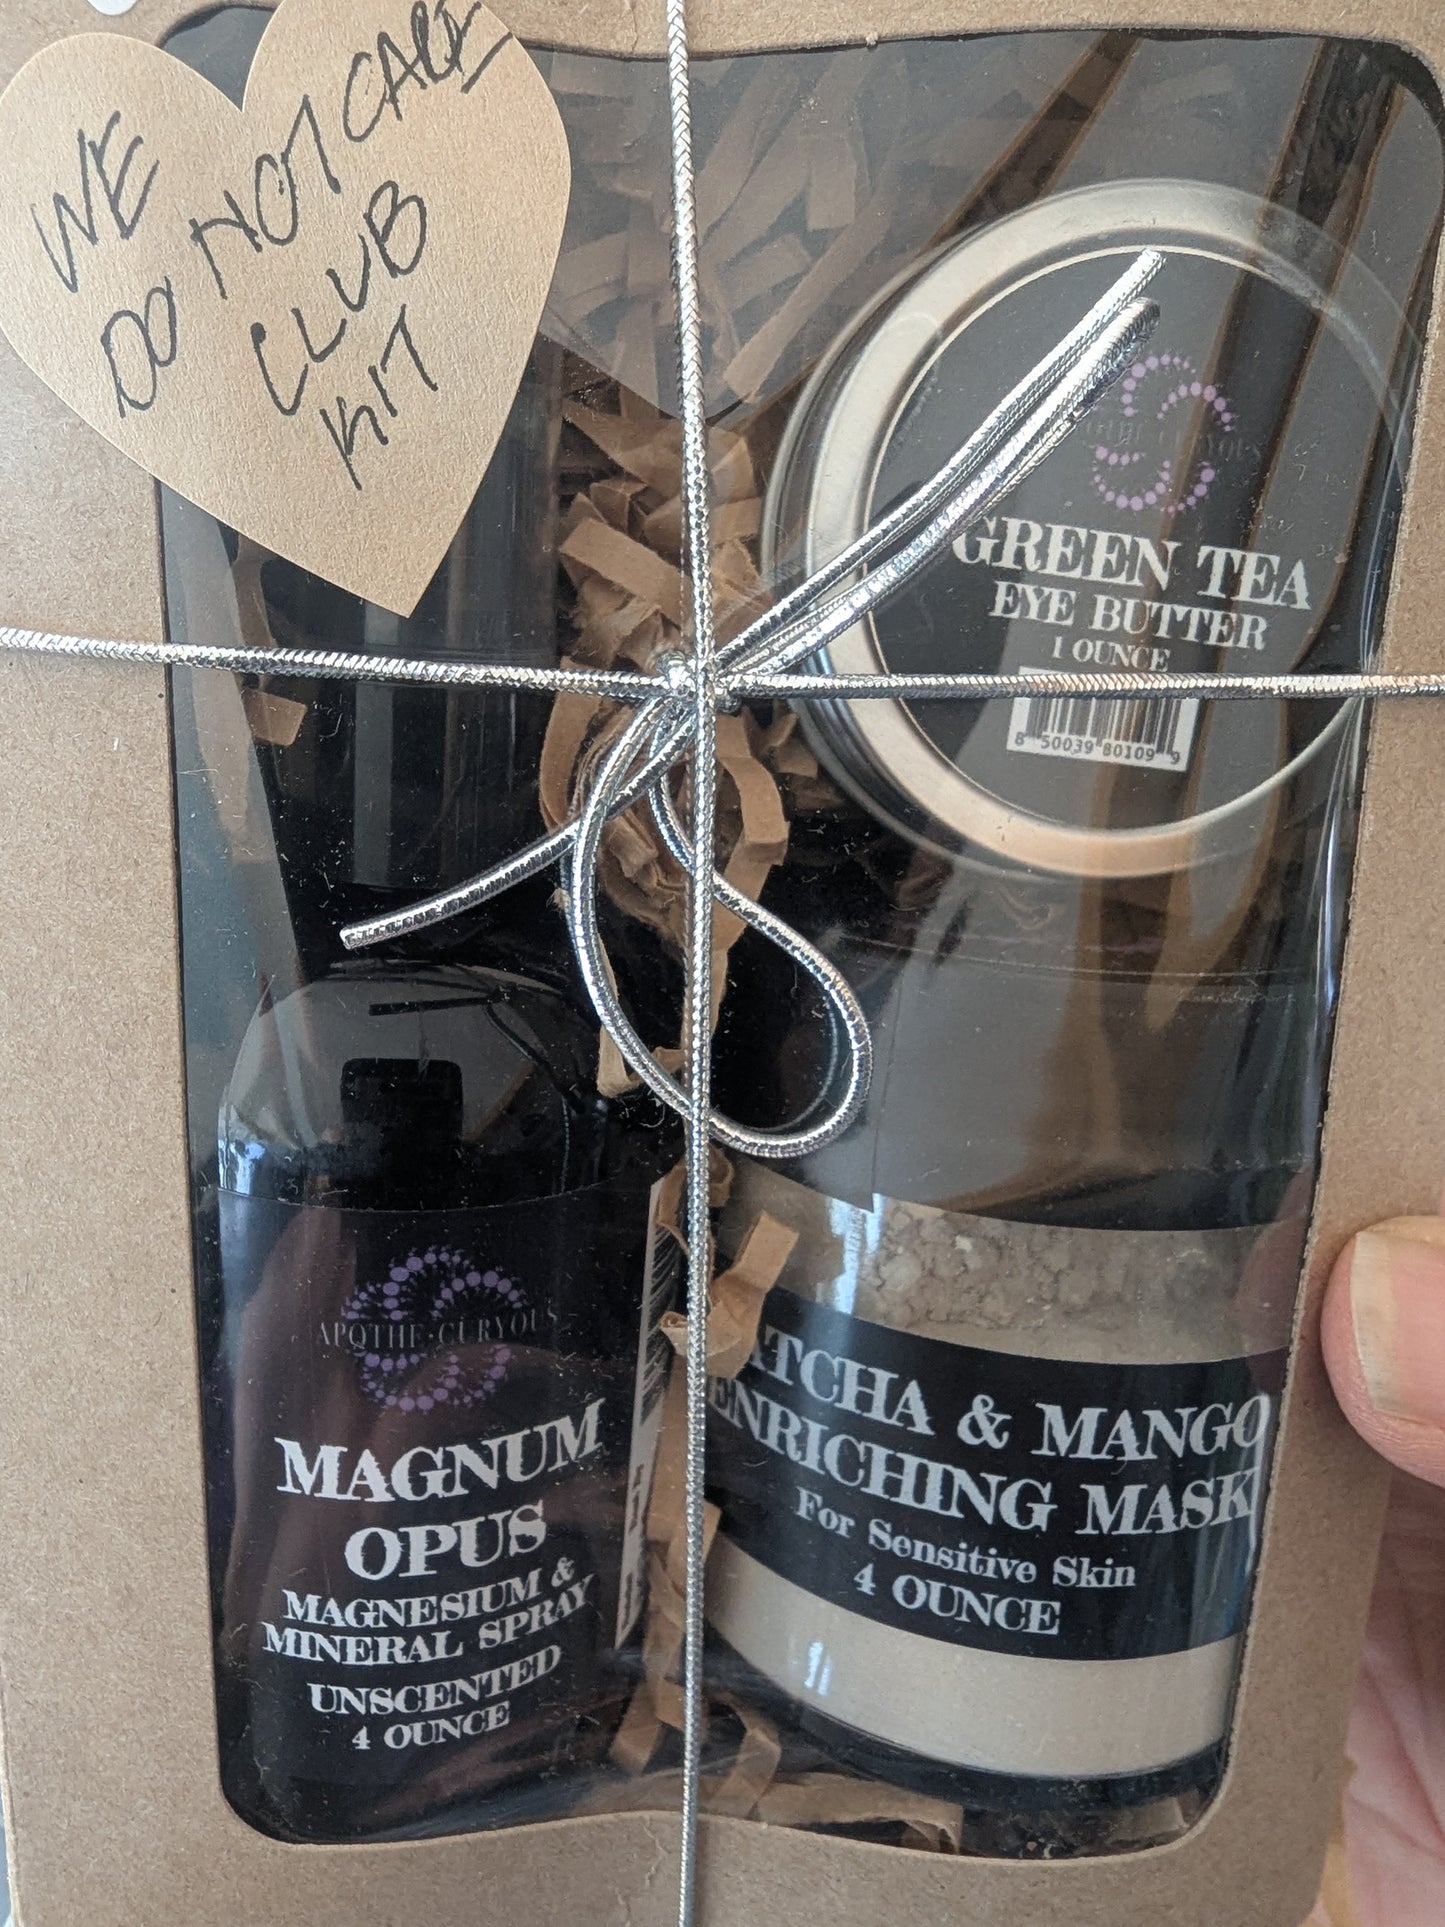 WE
DO NOT CARE
CLUB
KIT
GREEN TEA
EYE BUTTER
1 OUNCE
8 50039 80109 9
APOTHE·CURYOUS
MAGNUM
OPUS
MAGNESIUM &
MINERAL SPRAY
UNSCENTED
4 OUNCE
ATCHA & MANGO
ENRICHING MASK
For Sensitive Skin
4 OUNCE